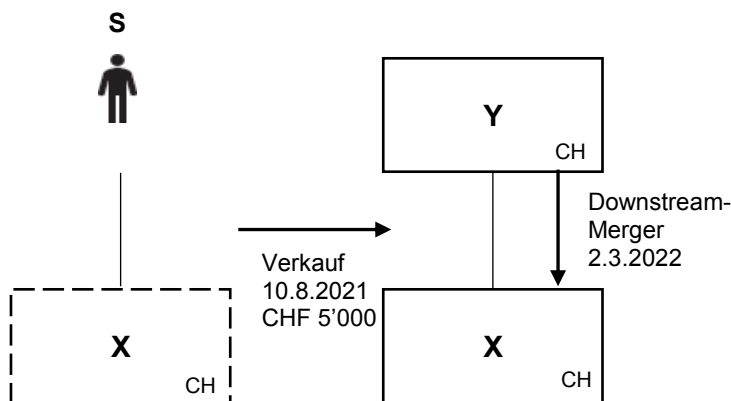 S
Y
CH
Downstream-
Merger
2.3.2022
Verkauf
10.8.2021
CHF 5’000
X
CH
X
CH